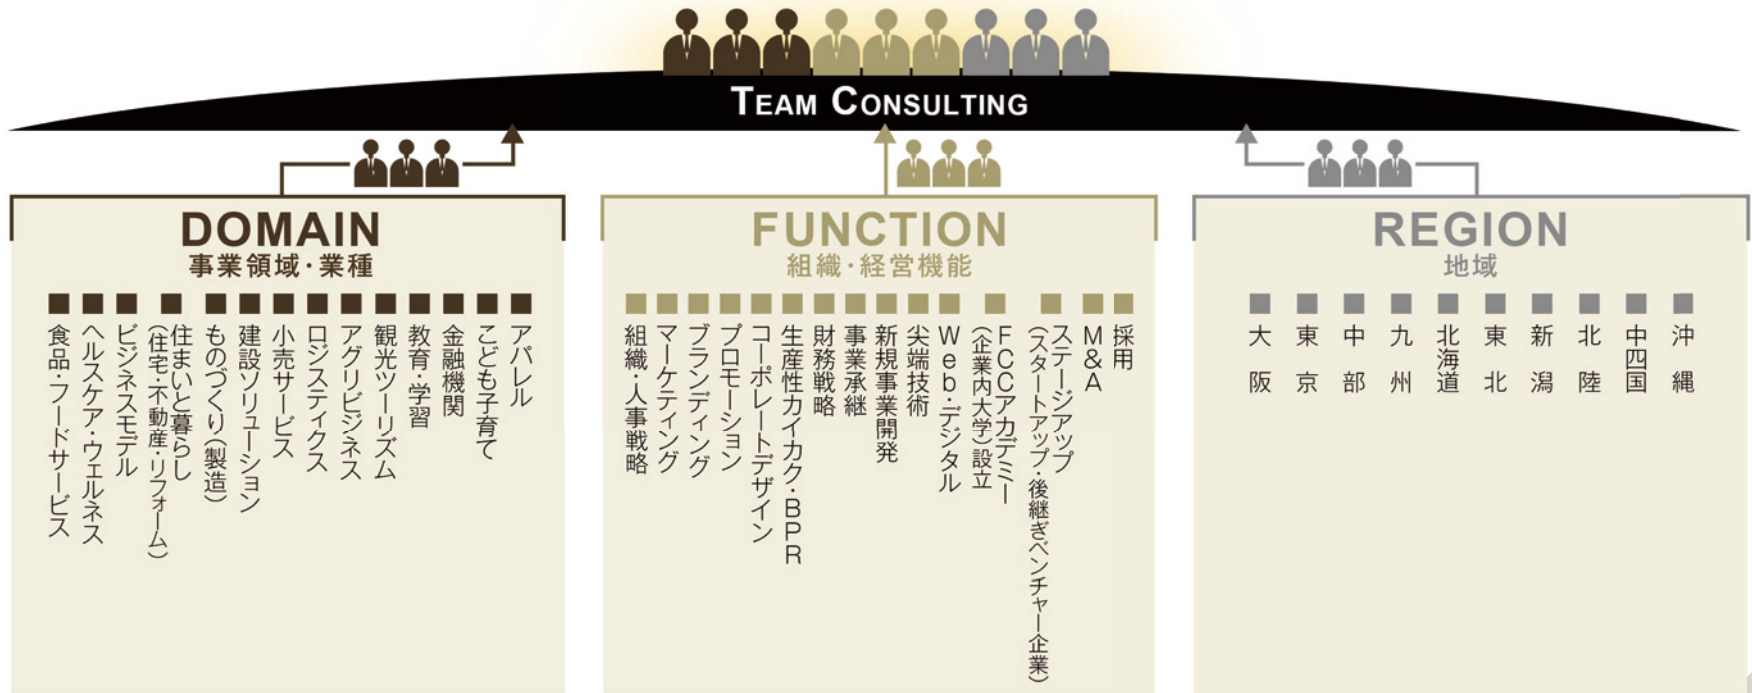 TEAM CONSULTING
DOMAIN
事業領域・業種
■食品・フードサービス
■ヘルスケア・ウェルネス
■ビジネスモデル
■住まいと暮らし
(住宅・不動産・リフォーム)
■ものづくり(製造)
■建設ソリューション
■小売サービス
■ロジスティクス
■アグリビジネス
■観光ツーリズム
■教育・学習
■金融機関
■こども子育て
■アパレル
FUNCTION
組織・経営機能
■組織・人事戦略
■マーケティング
■ブランディング
■プロモーション
■コーポレートデザイン
■生産性カイカク・BPR
■財務戦略
■事業承継
■新規事業開発
■尖端技術
■Web・デジタル
■FCCアカデミー
(企業内大学)設立
■ステージアップ
(スタートアップ・後継ぎベンチャー企業)
■M&A
■採用
REGION
地域
■大阪
■東京
■中部
■九州
■北海道
■東北
■新潟
■北陸
■中四国
■沖縄